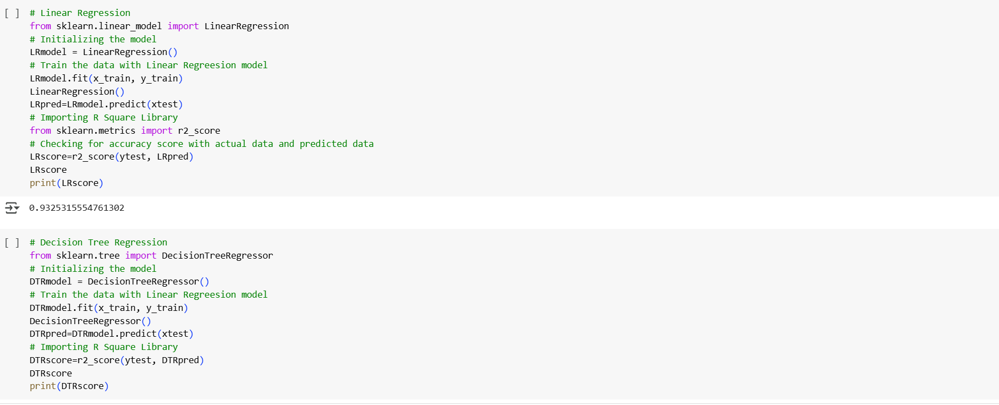 [ ] # Linear Regression
from sklearn.linear_model import LinearRegression
# Initializing the model
LRmodel = LinearRegression()
# Train the data with Linear Regreesion model
LRmodel.fit(x_train, y_train)
LinearRegression()
LRpred=LRmodel.predict(xtest)
# Importing R Square Library
from sklearn.metrics import r2_score
# Checking for accuracy score with actual data and predicted data
LRscore=r2_score(ytest, LRpred)
LRscore
print(LRscore)
0.9325315554761302
[ ] # Decision Tree Regression
from sklearn.tree import DecisionTreeRegressor
# Initializing the model
DTRmodel = DecisionTreeRegressor()
# Train the data with Linear Regreesion model
DTRmodel.fit(x_train, y_train)
DecisionTreeRegressor()
DTRpred=DTRmodel.predict(xtest)
# Importing R Square Library
DTRscore=r2_score(ytest, DTRpred)
DTRscore
print(DTRscore)